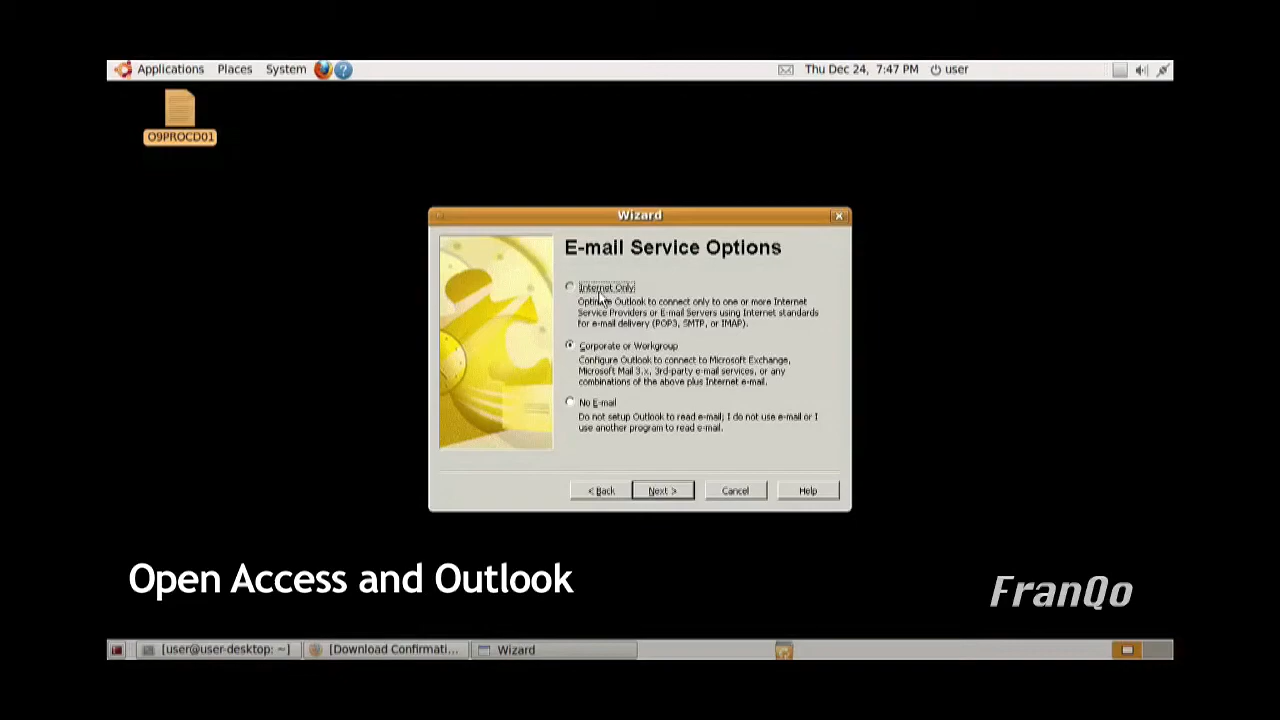 Applications Places System Thu Dec 24, 7:47 PM user
O9PROCD01
Wizard
E-mail Service Options
Internet Only
Optimize Outlook to connect only to one or more Internet
Service Providers or E-mail Servers using Internet standards
for e-mail delivery (POP3, SMTP, or IMAP).
Corporate or Workgroup
Configure Outlook to connect to Microsoft Exchange,
Microsoft Mail 3.x, 3rd-party e-mail services, or any
combinations of the above plus Internet e-mail.
No E-mail
Do not setup Outlook to read e-mail; I do not use e-mail or I
use another program to read e-mail.
< Back Next > Cancel Help
Open Access and Outlook
FranQo
[user@user-desktop: ~] [Download Confirmati... Wizard